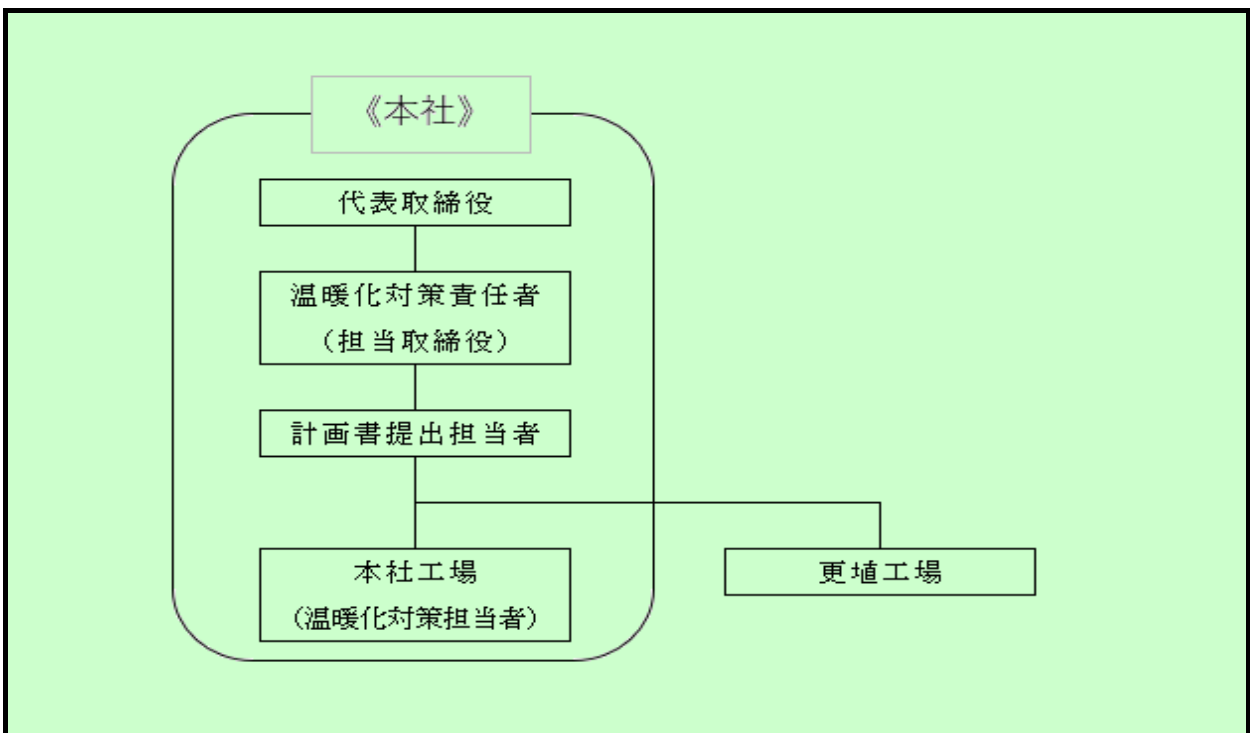 《本社》
代表取締役
温暖化対策責任者
（担当取締役）
計画書提出担当者
本社工場
（温暖化対策担当者）
更埴工場